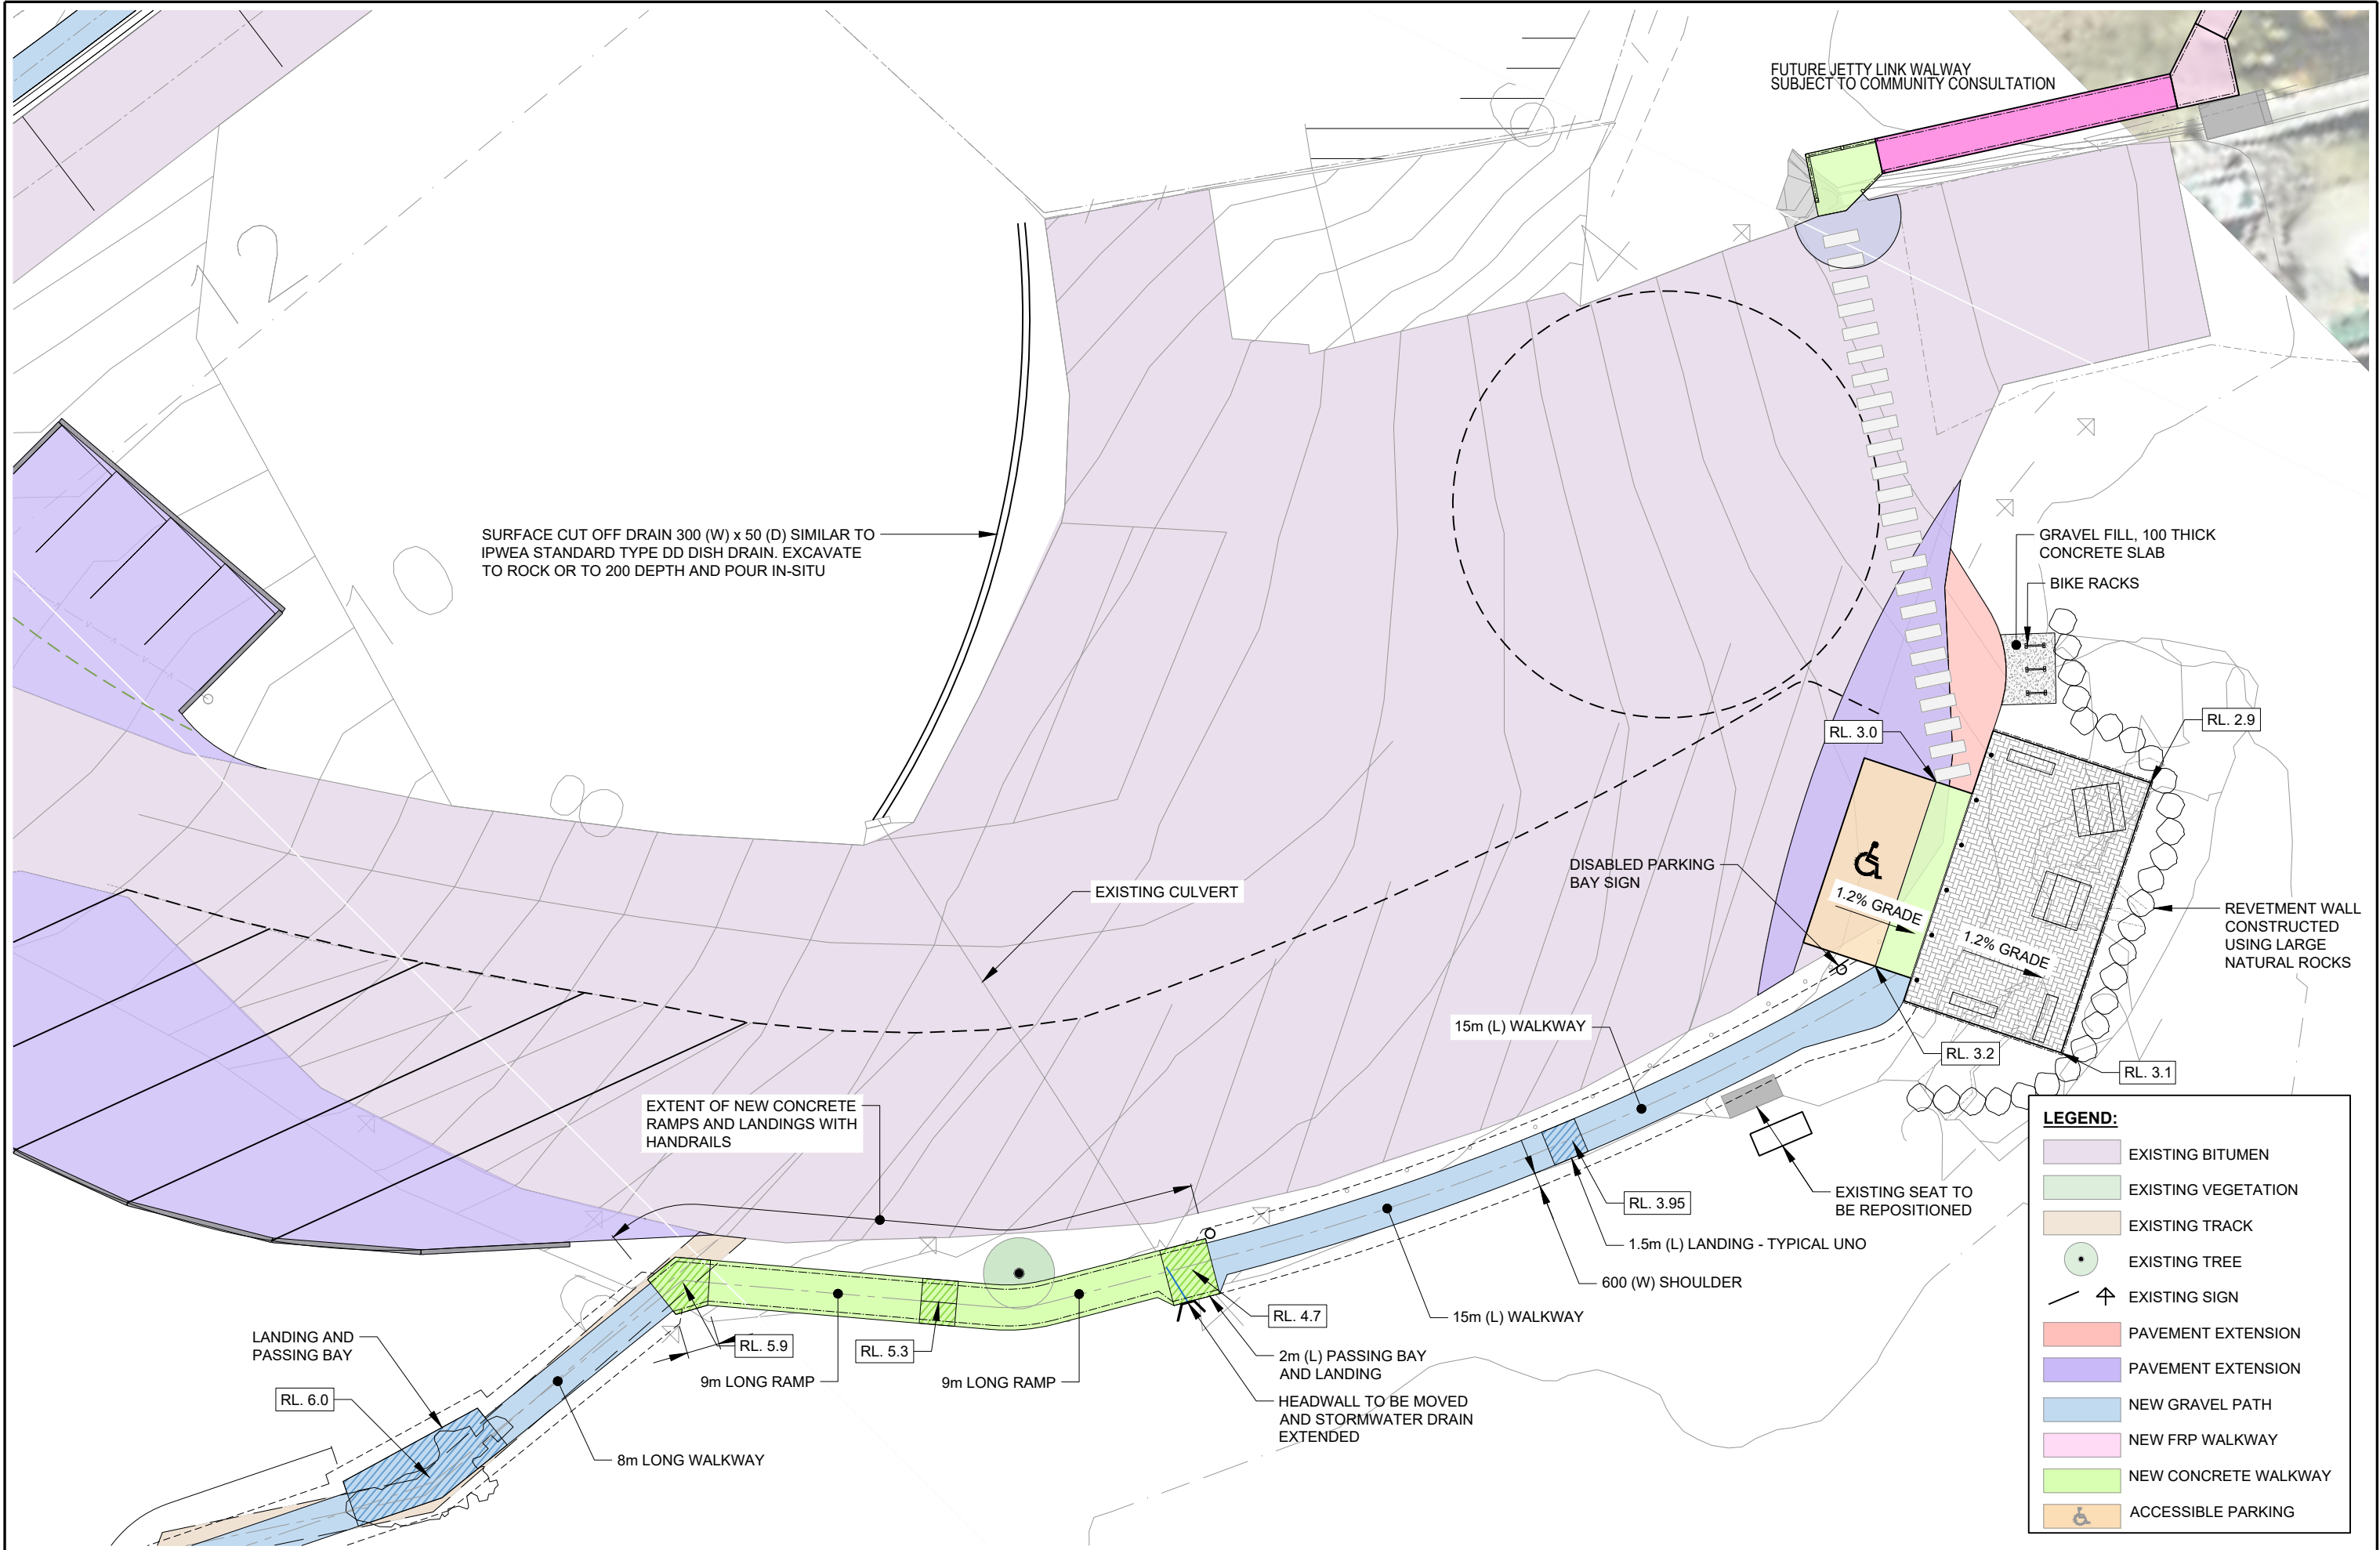 FUTURE JETTY LINK WALWAY
SUBJECT TO COMMUNITY CONSULTATION
12
10
8
6
SURFACE CUT OFF DRAIN 300 (W) x 50 (D) SIMILAR TO
IPWEA STANDARD TYPE DD DISH DRAIN. EXCAVATE
TO ROCK OR TO 200 DEPTH AND POUR IN-SITU
GRAVEL FILL, 100 THICK
CONCRETE SLAB
BIKE RACKS
RL. 2.9
RL. 3.0
DISABLED PARKING
BAY SIGN
1.2% GRADE
1.2% GRADE
EXISTING CULVERT
REVETMENT WALL
CONSTRUCTED
USING LARGE
NATURAL ROCKS
15m (L) WALKWAY
RL. 3.2
RL. 3.1
EXTENT OF NEW CONCRETE
RAMPS AND LANDINGS WITH
HANDRAILS
EXISTING SEAT TO
BE REPOSITIONED
RL. 3.95
1.5m (L) LANDING - TYPICAL UNO
600 (W) SHOULDER
15m (L) WALKWAY
RL. 4.7
2m (L) PASSING BAY
AND LANDING
HEADWALL TO BE MOVED
AND STORMWATER DRAIN
EXTENDED
LANDING AND
PASSING BAY
RL. 5.9
RL. 5.3
9m LONG RAMP
9m LONG RAMP
RL. 6.0
8m LONG WALKWAY
LEGEND:
EXISTING BITUMEN
EXISTING VEGETATION
EXISTING TRACK
EXISTING TREE
EXISTING SIGN
PAVEMENT EXTENSION
PAVEMENT EXTENSION
NEW GRAVEL PATH
NEW FRP WALKWAY
NEW CONCRETE WALKWAY
ACCESSIBLE PARKING